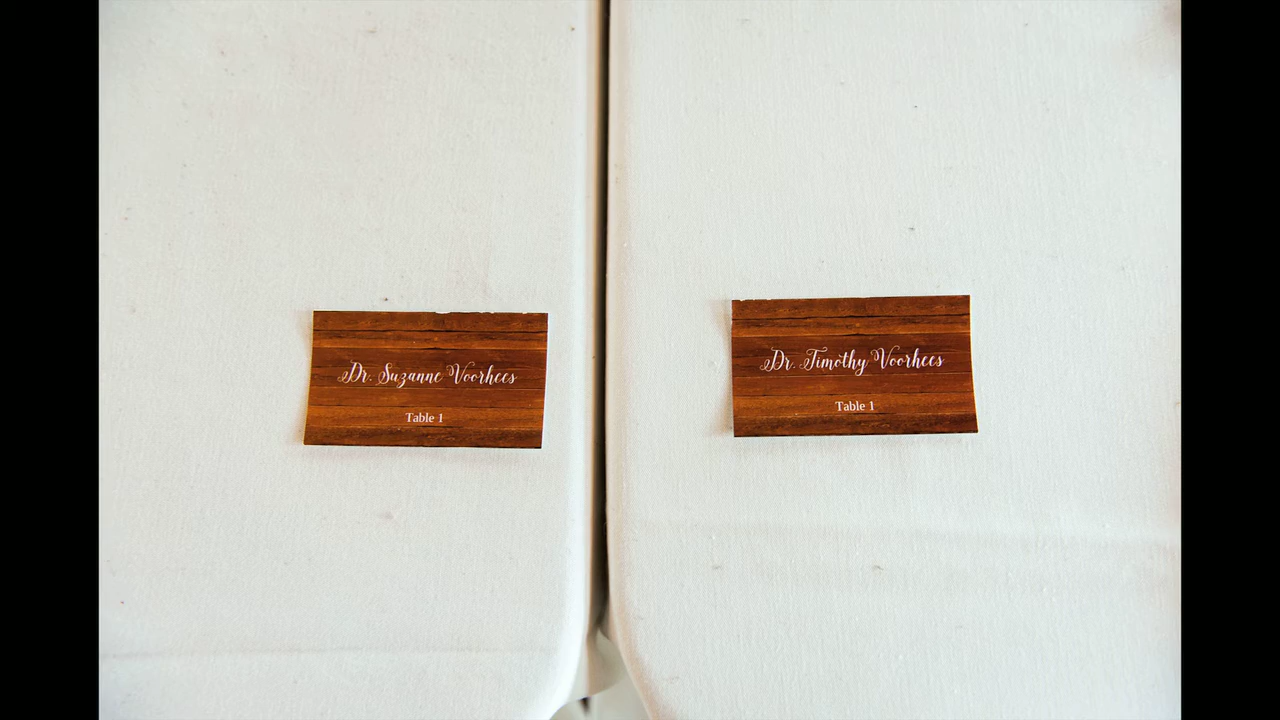 Dr. Suzanne Voorhees
Table 1
Dr. Timothy Voorhees
Table 1